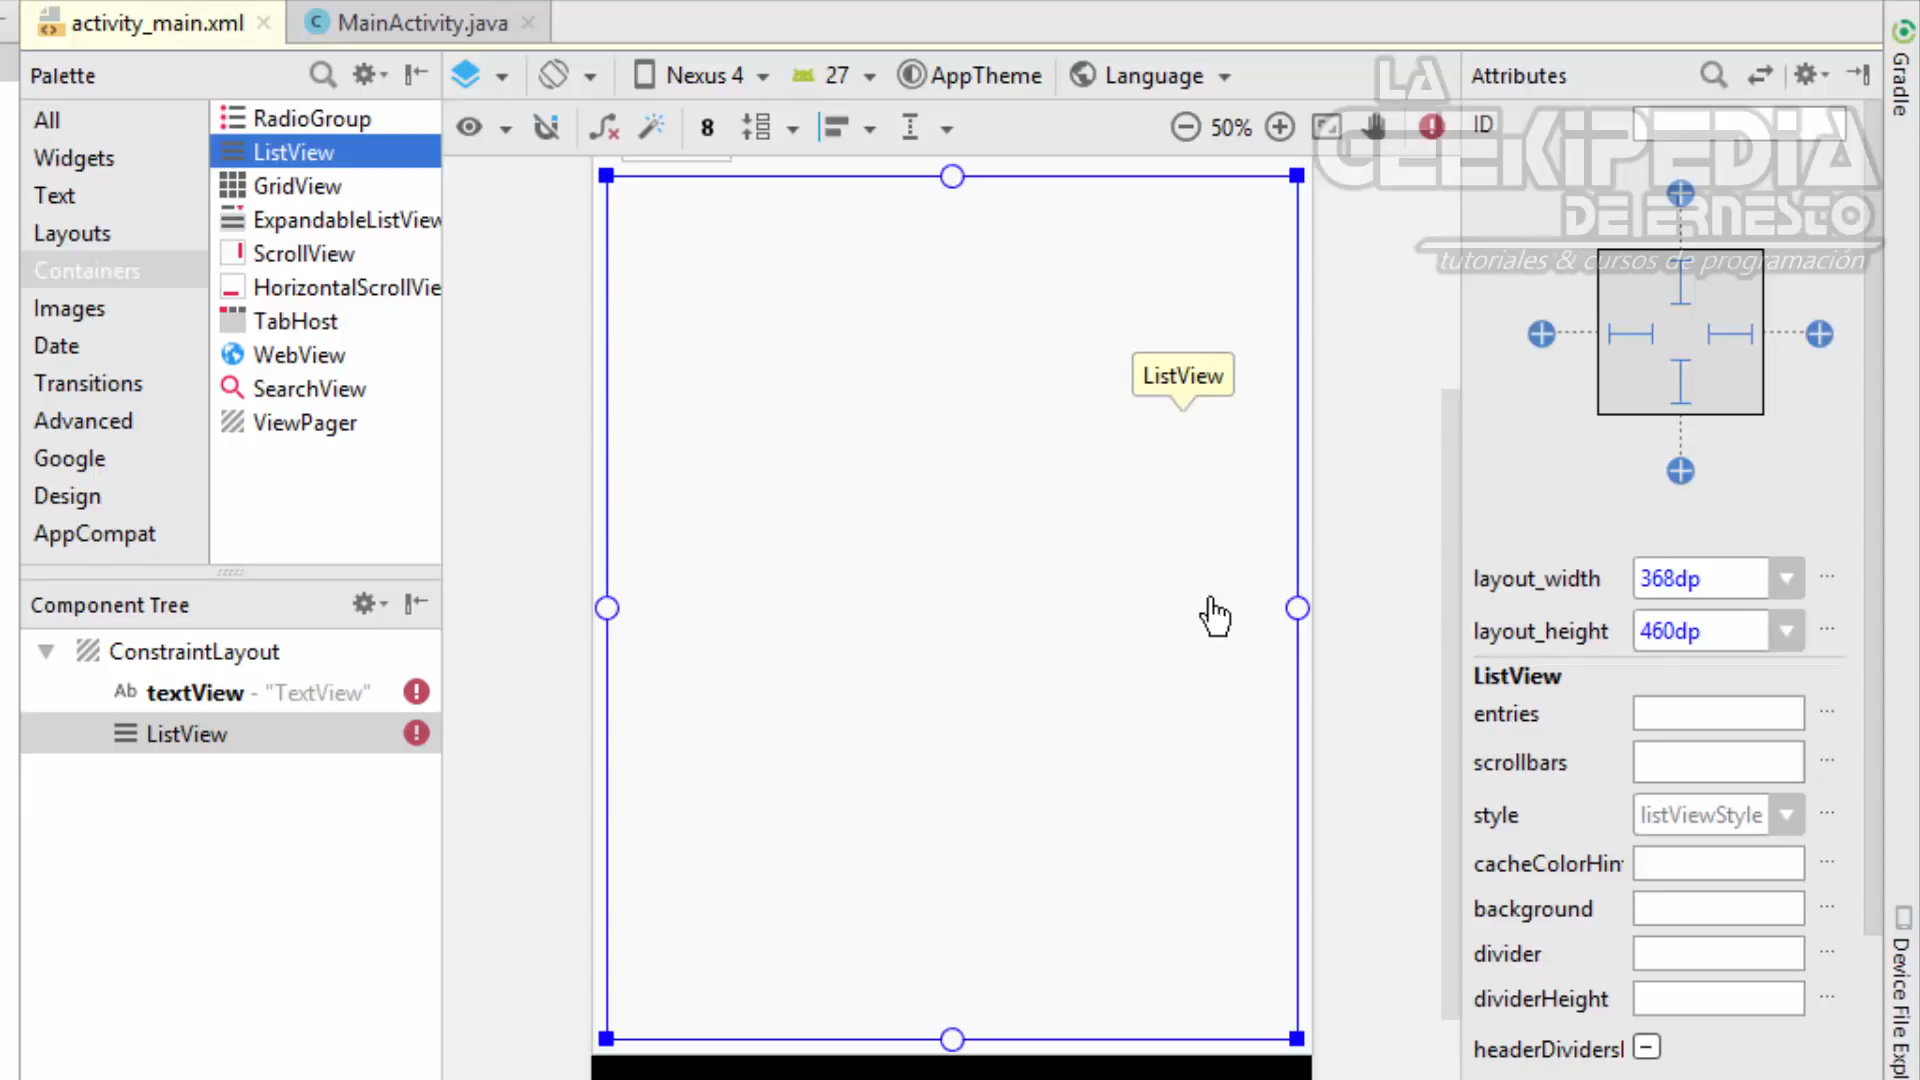 activity_main.xml
MainActivity.java
Palette
Nexus 4
27
AppTheme
Language
Attributes
All
Widgets
Text
Layouts
Containers
Images
Date
Transitions
Advanced
Google
Design
AppCompat
RadioGroup
ListView
GridView
ExpandableListView
ScrollView
HorizontalScrollVie
TabHost
WebView
SearchView
ViewPager
8
50%
ID
LA
GEEKIPEDIA
DE ERNESTO
tutoriales & cursos de programación
ListView
Component Tree
ConstraintLayout
Ab textView - "TextView"
ListView
layout_width 368dp
layout_height 460dp
ListView
entries
scrollbars
style listViewStyle
cacheColorHin
background
divider
dividerHeight
headerDividersI
Gradle
Device File Expl